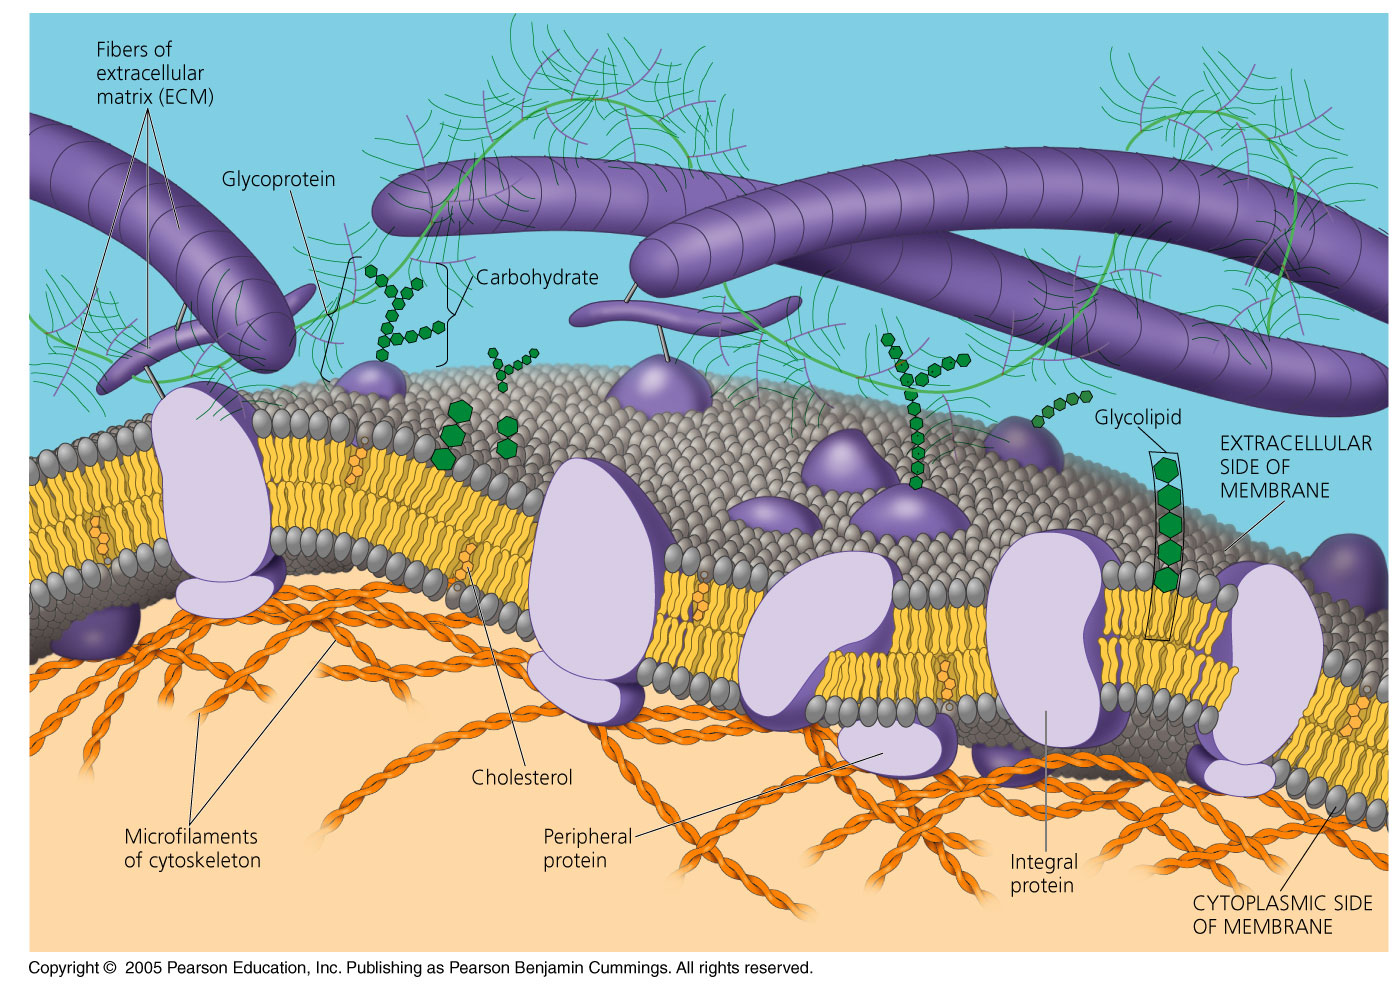 Fibers of
extracellular
matrix (ECM)
Glycoprotein
Carbohydrate
Glycolipid
EXTRACELLULAR
SIDE OF
MEMBRANE
Cholesterol
Microfilaments
of cytoskeleton
Peripheral
protein
Integral
protein
CYTOPLASMIC SIDE
OF MEMBRANE
Copyright © 2005 Pearson Education, Inc. Publishing as Pearson Benjamin Cummings. All rights reserved.